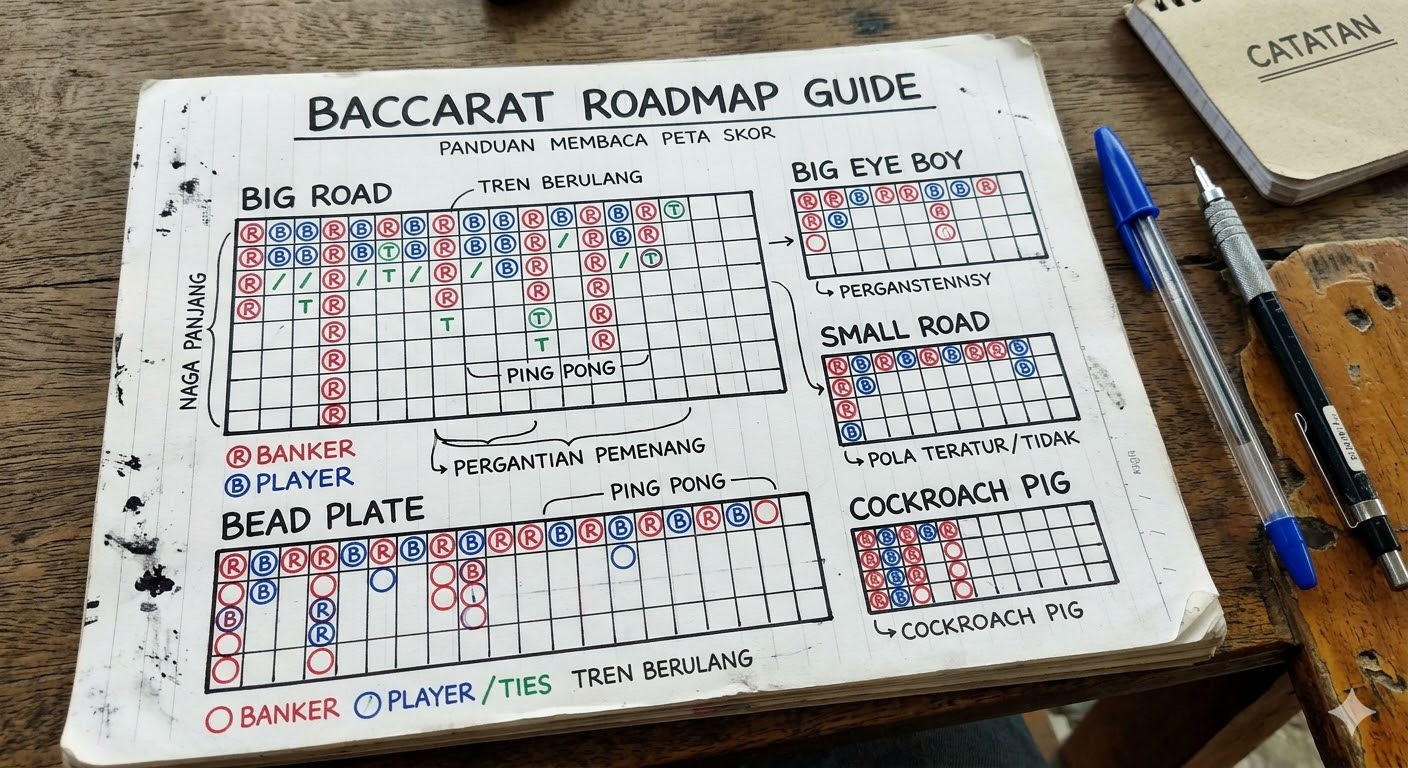 BACCARAT ROADMAP GUIDE
PANDUAN MEMBACA PETA SKOR
CATATAN
BIG ROAD
TREN BERULANG
R B B R B R B R B B R B R B R T
R B B R B T B R B B R / R B R
R / / R / T / R / B R R / T
R T R R R R
R T T R
R T R
R
R
NAGA PANJANG
PING PONG
PERGANTIAN PEMENANG
R BANKER
B PLAYER
BIG EYE BOY
R R B R R B B R
R B R
PERGANSTENNSY
SMALL ROAD
R B R B R B R R B
R B B
R
B
POLA TERATUR/TIDAK
BEAD PLATE
PING PONG
R B R R B R B R B R R B R B R B R B
B B
B R
R
BANKER PLAYER / TIES TREN BERULANG
COCKROACH PIG
R B R B R
R B R
R B R
R B
COCKROACH PIG